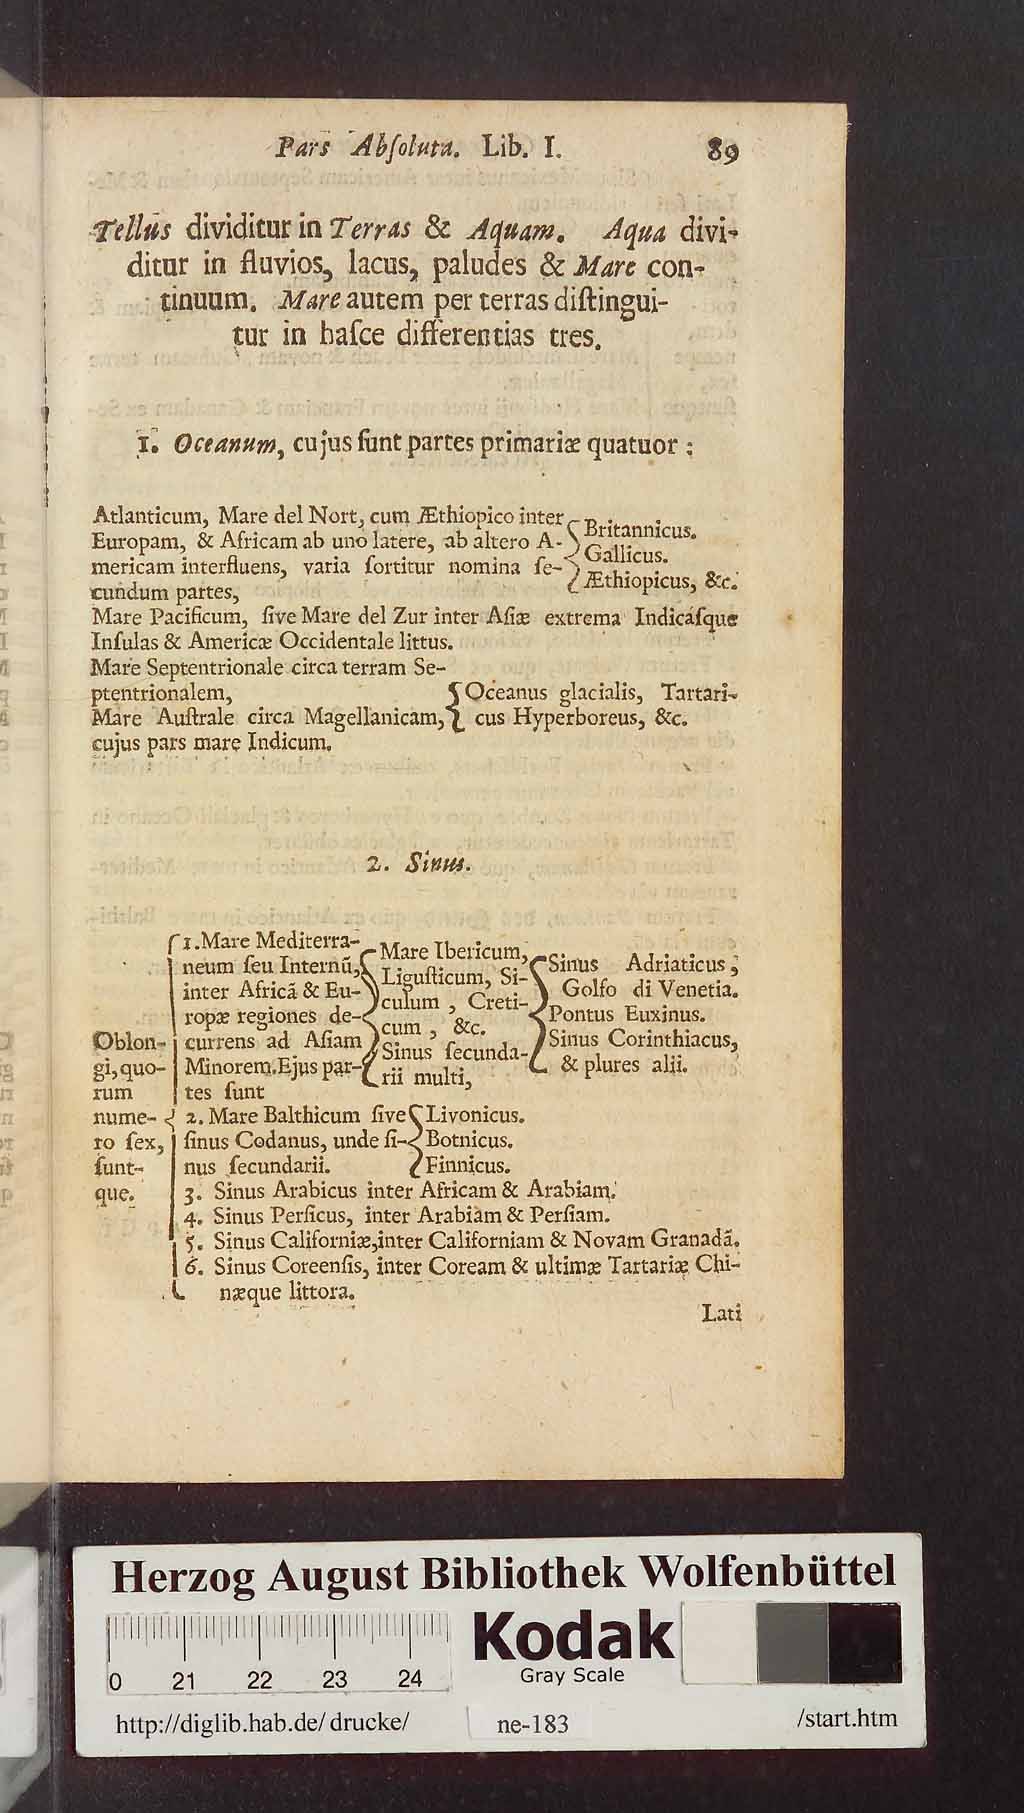 Pars Abſoluta. Lib. I. 89
Tellus dividitur in Terras & Aquam. Aqua divi-
ditur in fluvios, lacus, paludes & Mare con-
tinuum. Mare autem per terras diſtingui-
tur in haſce differentias tres.
1. Oceanum, cujus ſunt partes primariæ quatuor:
Atlanticum, Mare del Nort, cum Æthiopico inter
Europam, & Africam ab uno latere, ab altero A-
mericam interfluens, varia ſortitur nomina ſe-
cundum partes,
Britannicus.
Gallicus.
Æthiopicus, &c.
Mare Pacificum, ſive Mare del Zur inter Aſiæ extrema Indicáſque
Inſulas & Americæ Occidentale littus.
Mare Septentrionale circa terram Se-
ptentrionalem,
Mare Auſtrale circa Magellanicam,
cujus pars mare Indicum.
Oceanus glacialis, Tartari-
cus Hyperboreus, &c.
2. Sinus.
Oblon-
gi, quo-
rum
nume-
ro ſex,
ſunt-
que.
1. Mare Mediterra-
neum ſeu Internũ,
inter Africã & Eu-
ropæ regiones de-
currens ad Aſiam
Minorem. Ejus par-
tes ſunt
Mare Ibericum,
Liguſticum, Si-
culum, Creti-
cum, &c.
Sinus ſecunda-
rii multi,
Sinus Adriaticus;
Golfo di Venetia.
Pontus Euxinus.
Sinus Corinthiacus,
& plures alii.
2. Mare Balthicum ſive
ſinus Codanus, unde ſi-
nus ſecundarii.
Livonicus.
Botnicus.
Finnicus.
3. Sinus Arabicus inter Africam & Arabiam.
4. Sinus Perſicus, inter Arabiam & Perſiam.
5. Sinus Californiæ, inter Californiam & Novam Granadã.
6. Sinus Coreenſis, inter Coream & ultimæ Tartariæ Chi-
næque littora.
Lati
Herzog August Bibliothek Wolfenbüttel
0 21 22 23 24
Kodak
Gray Scale
http://diglib.hab.de/drucke/ ne-183 /start.htm